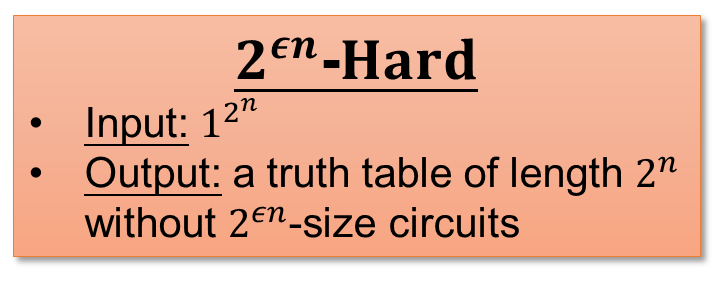 2^{ϵn}-Hard
• Input: 1^{2^n}
• Output: a truth table of length 2^n
without 2^{ϵn}-size circuits